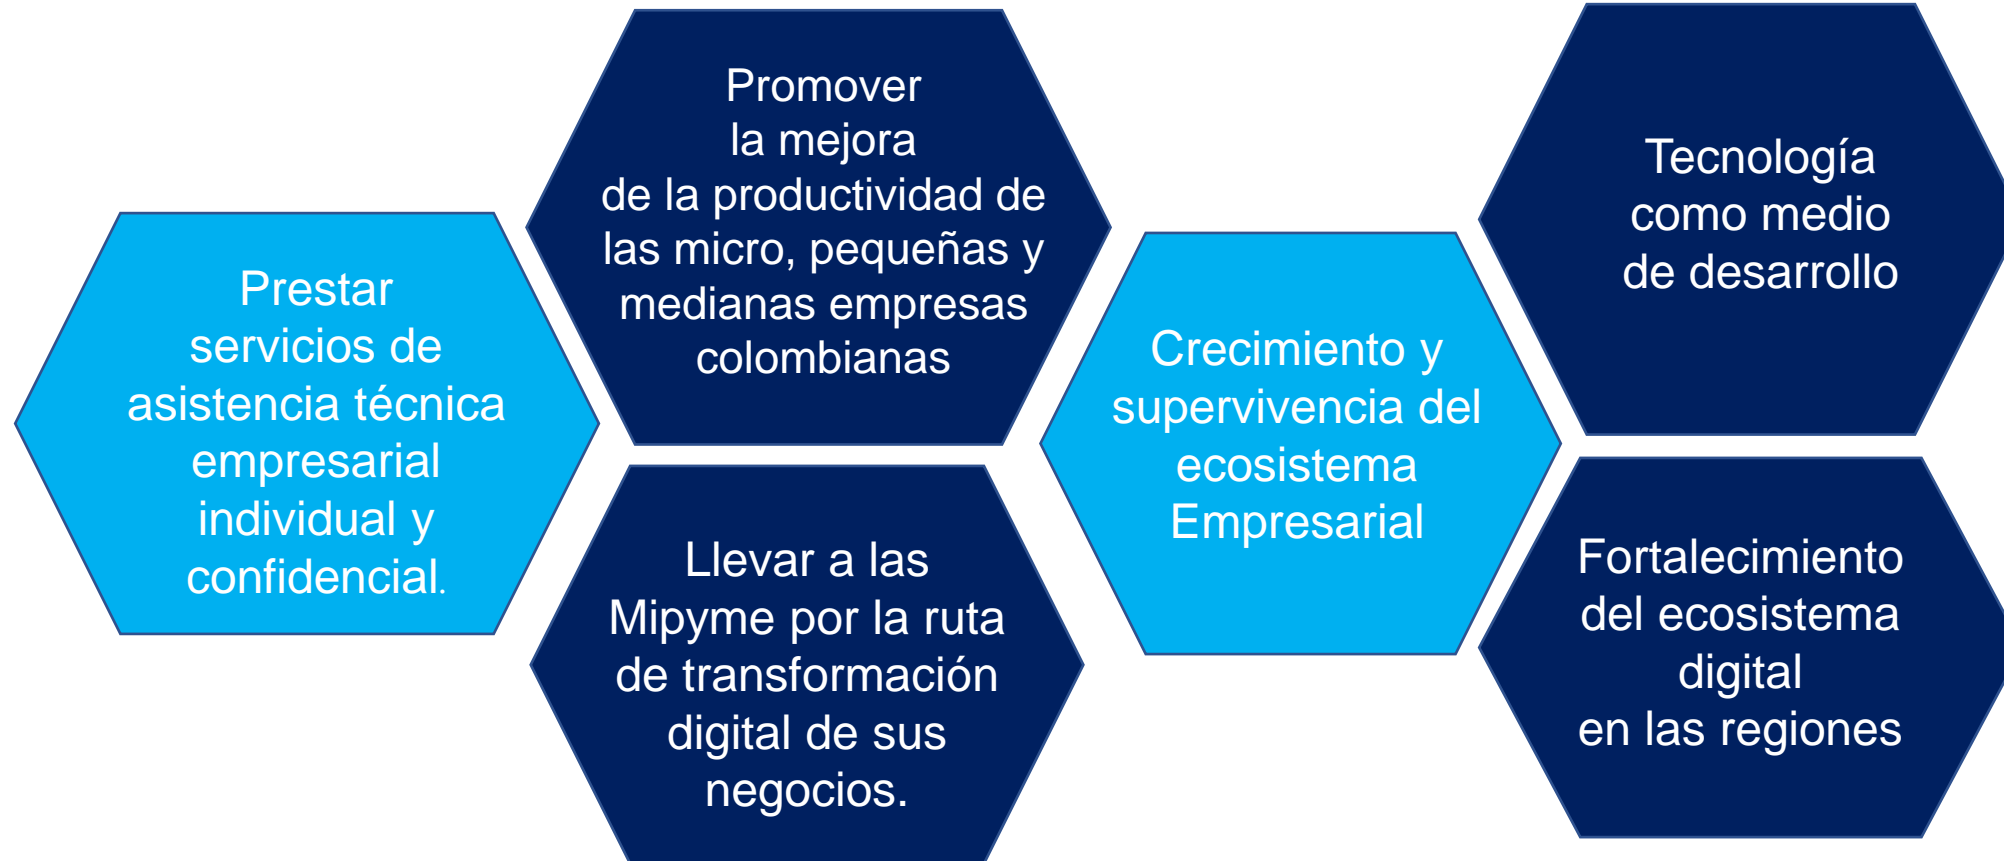 Prestar
servicios de
asistencia técnica
empresarial
individual y
confidencial.
Promover
la mejora
de la productividad de
las micro, pequeñas y
medianas empresas
colombianas
Llevar a las
Mipyme por la ruta
de transformación
digital de sus
negocios.
Crecimiento y
supervivencia del
ecosistema
Empresarial
Tecnología
como medio
de desarrollo
Fortalecimiento
del ecosistema
digital
en las regiones